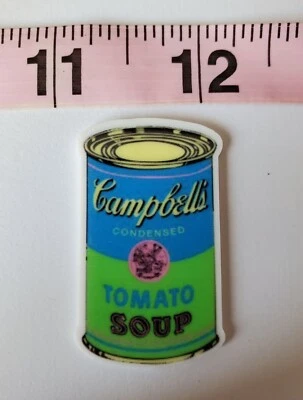 11 12
Campbell's
CONDENSED
TOMATO
SOUP